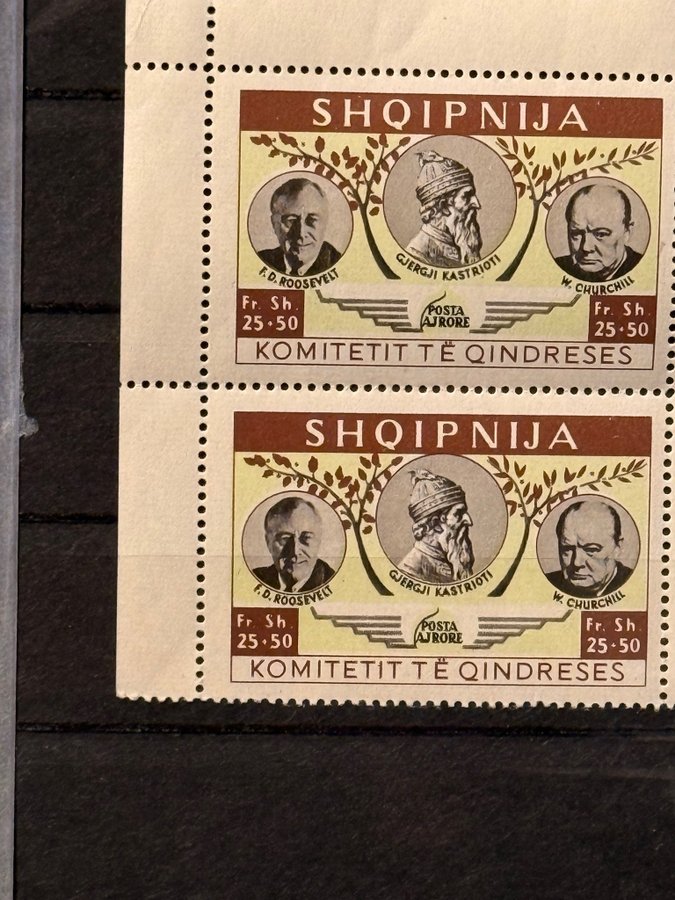 SHQIPNIJA
F.D. ROOSEVELT
GJERGJI KASTRIOTI
W. CHURCHILL
Fr. Sh.
25+50
POSTA
AJRORE
Fr. Sh.
25+50
KOMITETIT TË QINDRESES
SHQIPNIJA
F.D. ROOSEVELT
GJERGJI KASTRIOTI
W. CHURCHILL
Fr. Sh.
25+50
POSTA
AJRORE
Fr. Sh.
25+50
KOMITETIT TË QINDRESES